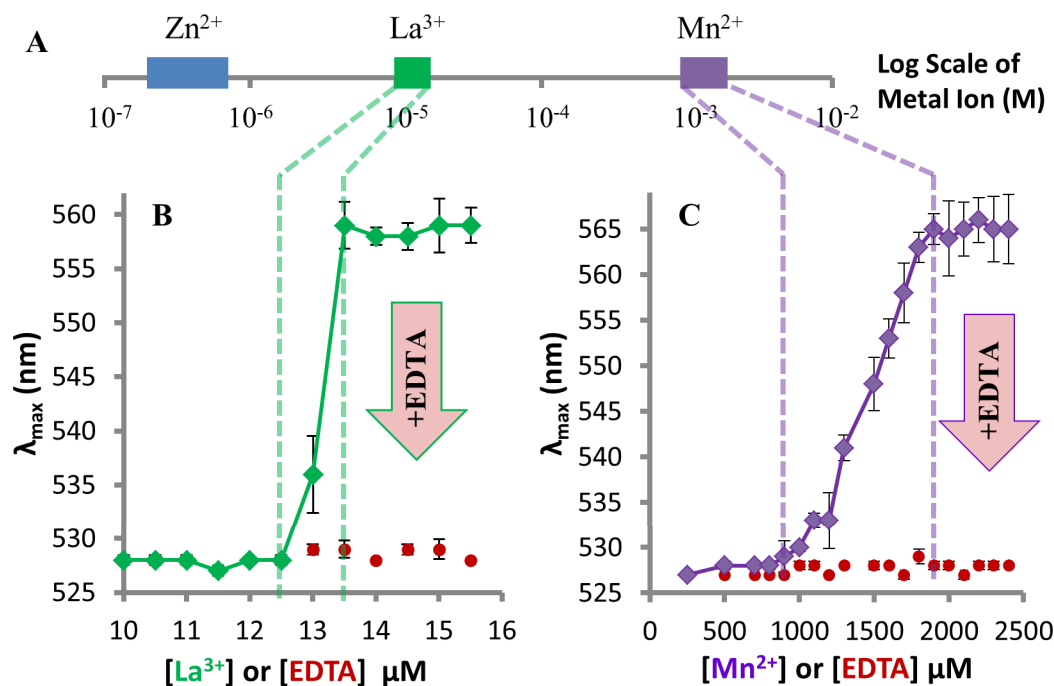 A
Zn²⁺ La³⁺ Mn²⁺
Log Scale of
Metal Ion (M)
10⁻⁷ 10⁻⁶ 10⁻⁵ 10⁻⁴ 10⁻³ 10⁻²
B
λmax (nm)
560
555
550
545
540
535
530
525
+EDTA
10 11 12 13 14 15 16
[La³⁺] or [EDTA] μM
C
λmax (nm)
565
560
555
550
545
540
535
530
525
+EDTA
0 500 1000 1500 2000 2500
[Mn²⁺] or [EDTA] μM